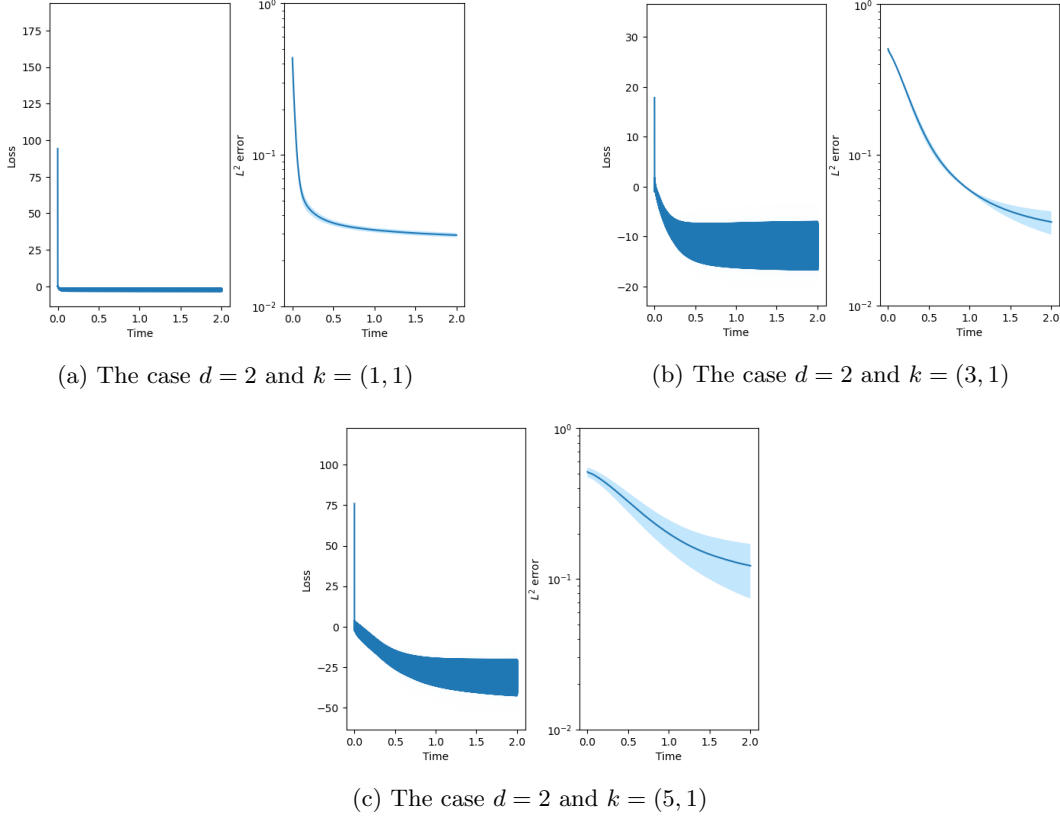 175
150
125
100
75
50
25
0
Loss
0.0 0.5 1.0 1.5 2.0
Time
10^0
10^{-1}
10^{-2}
L^2 error
0.0 0.5 1.0 1.5 2.0
Time
(a) The case d = 2 and k = (1, 1)
30
20
10
0
−10
−20
Loss
0.0 0.5 1.0 1.5 2.0
Time
10^0
10^{-1}
10^{-2}
L^2 error
0.0 0.5 1.0 1.5 2.0
Time
(b) The case d = 2 and k = (3, 1)
100
75
50
25
0
−25
−50
Loss
0.0 0.5 1.0 1.5 2.0
Time
10^0
10^{-1}
10^{-2}
L^2 error
0.0 0.5 1.0 1.5 2.0
Time
(c) The case d = 2 and k = (5, 1)